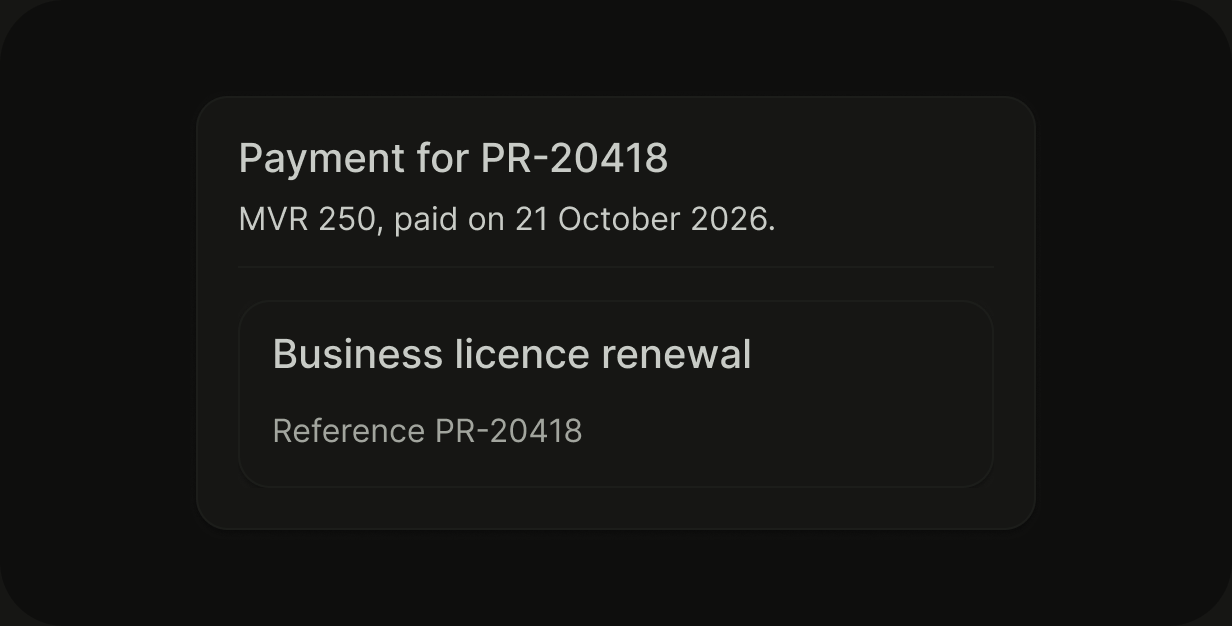 Payment for PR-20418
MVR 250, paid on 21 October 2026.
Business licence renewal
Reference PR-20418